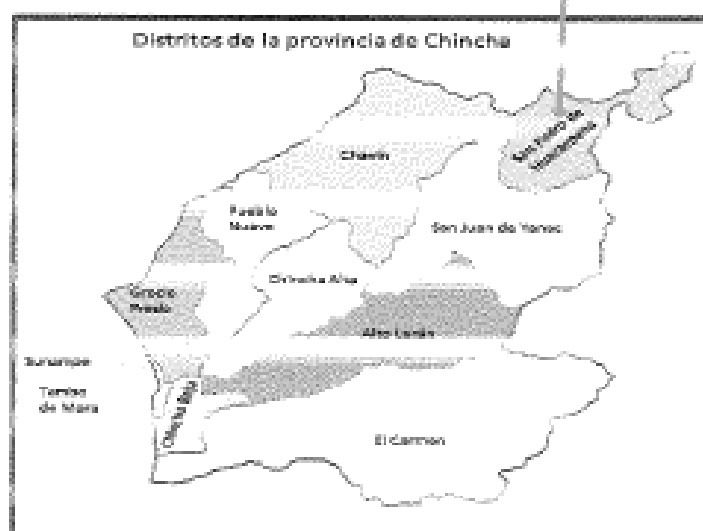 Distritos de la provincia de Chincha
San Pedro de
Chavín
Pueblo
Nuevo
San Juan de Yanac
Chincha Alta
Grocio
Prado
Alto Larán
Sunampe
Tambo
de Mora
Chincha Baja
El Carmen